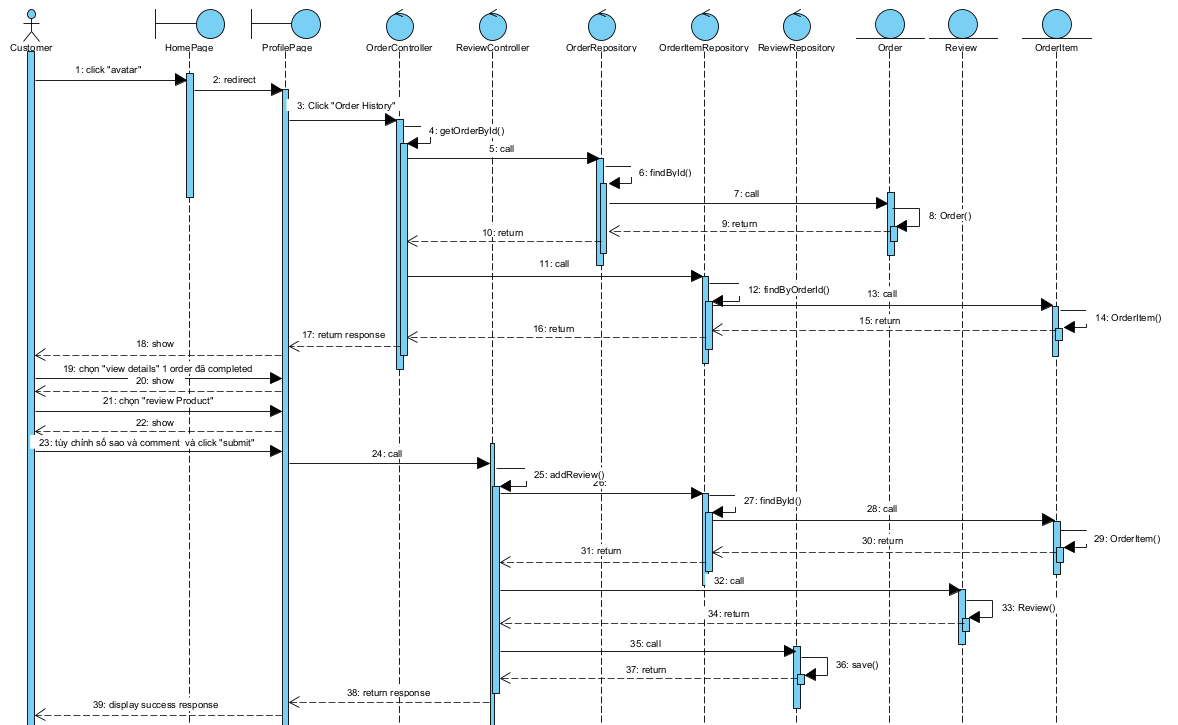 Customer
HomePage
ProfilePage
OrderController
ReviewController
OrderRepository
OrderItemRepository
ReviewRepository
Order
Review
OrderItem
1: click "avatar"
2: redirect
3: Click "Order History"
4: getOrderById()
5: call
6: findById()
7: call
8: Order()
9: return
10: return
11: call
12: findByOrderId()
13: call
14: OrderItem()
15: return
16: return
17: return response
18: show
19: chọn "view details" 1 order đã completed
20: show
21: chọn "review Product"
22: show
23: tùy chỉnh số sao và comment và click "submit"
24: call
25: addReview()
26:
27: findById()
28: call
29: OrderItem()
30: return
31: return
32: call
33: Review()
34: return
35: call
36: save()
37: return
38: return response
39: display success response